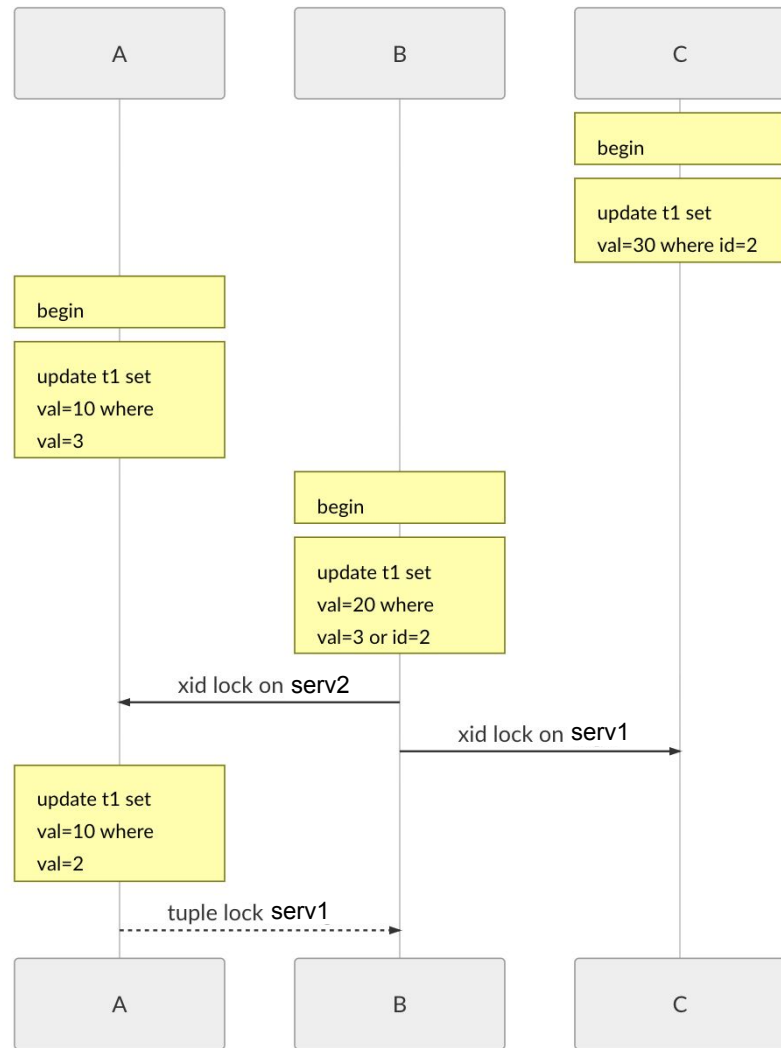 A
B
C
begin
update t1 set
val=30 where id=2
begin
update t1 set
val=10 where
val=3
begin
update t1 set
val=20 where
val=3 or id=2
xid lock on serv2
xid lock on serv1
update t1 set
val=10 where
val=2
tuple lock serv1
A
B
C